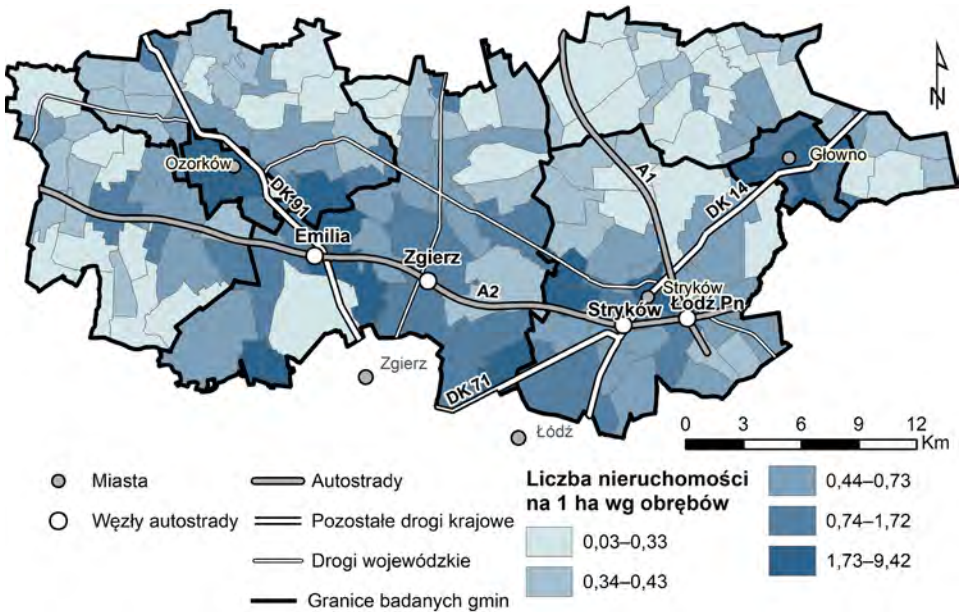 N
A1
Głowno
Ozorków
DK 91
DK 14
Emilia
Zgierz
A2
Stryków
Stryków
Łódź Pn
DK 71
Zgierz
Łódź
0 3 6 9 12
Km
Miasta
Węzły autostrady
Autostrady
Pozostałe drogi krajowe
Drogi wojewódzkie
Granice badanych gmin
Liczba nieruchomości
na 1 ha wg obrębów
0,03–0,33
0,34–0,43
0,44–0,73
0,74–1,72
1,73–9,42